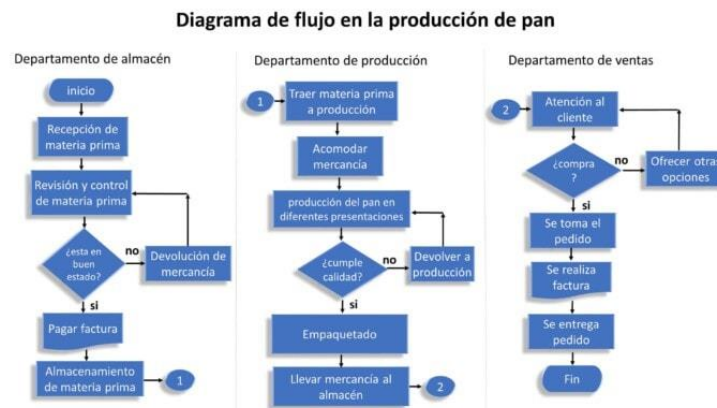 Diagrama de flujo en la producción de pan
Departamento de almacén
inicio
Recepción de
materia prima
Revisión y control
de materia prima
¿esta en
buen
estado?
no
Devolución de
mercancía
si
Pagar factura
Almacenamiento
de materia prima
1
Departamento de producción
1
Traer materia prima
a producción
Acomodar
mercancía
producción del pan en
diferentes presentaciones
¿cumple
calidad?
no
Devolver a
producción
si
Empaquetado
Llevar mercancía al
almacén
2
Departamento de ventas
2
Atención al
cliente
¿compra
?
no
Ofrecer otras
opciones
si
Se toma el
pedido
Se realiza
factura
Se entrega
pedido
Fin